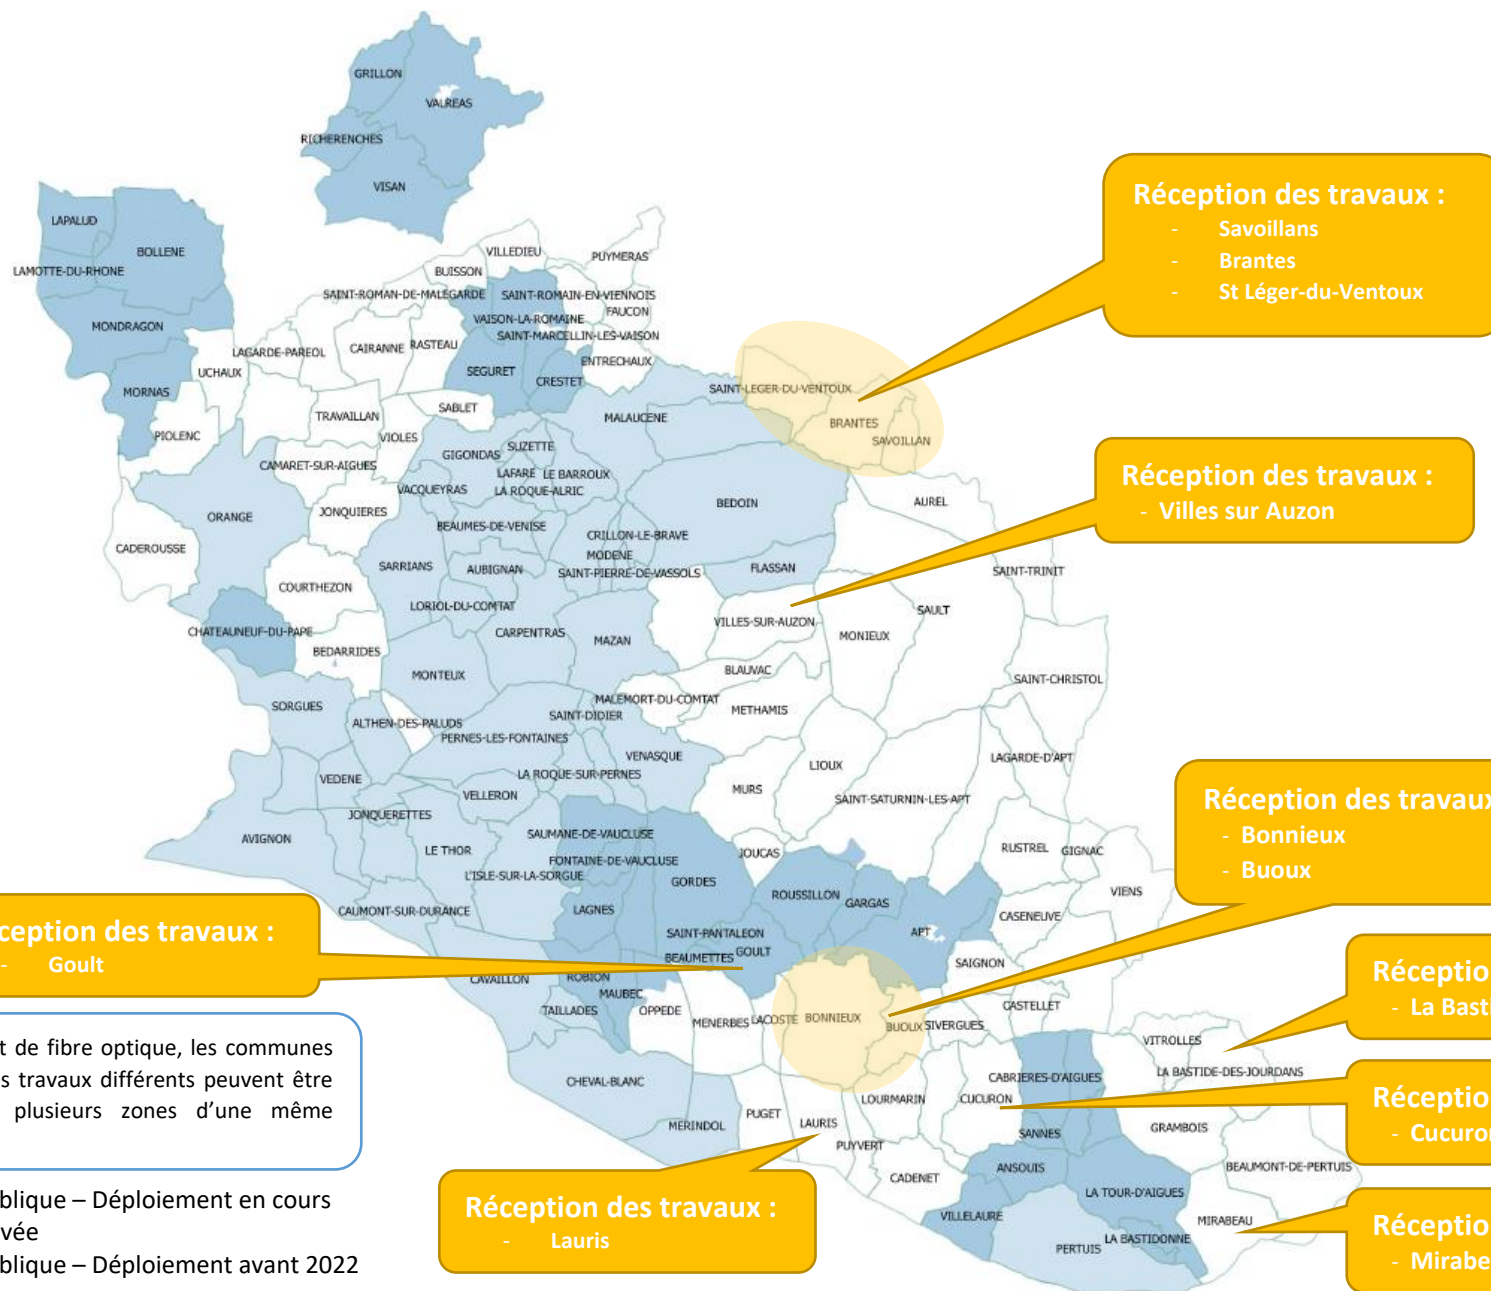 GRILLON
VALREAS
RICHERENCHES
VISAN
LAPALUD
BOLLENE
LAMOTTE-DU-RHONE
MONDRAGON
MORNAS
UCHAUX
PIOLENC
LAGARDE-PAREOL
VILLEDIEU
BUISSON
PUYMERAS
SAINT-ROMAN-DE-MALEGARDE
SAINT-ROMAIN-EN-VIENNOIS
FAUCON
VAISON-LA-ROMAINE
SAINT-MARCELLIN-LES-VAISON
CAIRANNE
RASTEAU
ENTRECHAUX
SEGURET
CRESTET
SABLET
TRAVAILLAN
VIOLES
CAMARET-SUR-AIGUES
Réception des travaux :
- Savoillans
- Brantes
- St Léger-du-Ventoux
SAINT-LEGER-DU-VENTOUX
BRANTES
SAVOILLAN
MALAUCENE
GIGONDAS
SUZETTE
LAFARE
LE BARROUX
VACQUEYRAS
LA ROQUE-ALRIC
BEDOIN
AUREL
Réception des travaux :
- Villes sur Auzon
ORANGE
JONQUIERES
BEAUMES-DE-VENISE
CRILLON-LE-BRAVE
CADEROUSSE
MODENE
SARRIANS
AUBIGNAN
SAINT-PIERRE-DE-VASSOLS
FLASSAN
SAINT-TRINIT
COURTHEZON
LORIOL-DU-COMTAT
SAULT
CHATEAUNEUF-DU-PAPE
CARPENTRAS
MAZAN
VILLES-SUR-AUZON
MONIEUX
BEDARRIDES
MONTEUX
BLAUVAC
SAINT-CHRISTOL
MALEMORT-DU-COMTAT
METHAMIS
SORGUES
ALTHEN-DES-PALUDS
SAINT-DIDIER
PERNES-LES-FONTAINES
VENASQUE
LIOUX
LAGARDE-D'APT
VEDENE
LA ROQUE-SUR-PERNES
VELLERON
MURS
SAINT-SATURNIN-LES-APT
JONQUERETTES
Réception des travaux
- Bonnieux
- Buoux
AVIGNON
SAUMANE-DE-VAUCLUSE
LE THOR
FONTAINE-DE-VAUCLUSE
JOUCAS
RUSTREL
GIGNAC
L'ISLE-SUR-LA-SORGUE
GORDES
ROUSSILLON
GARGAS
VIENS
CAUMONT-SUR-DURANCE
LAGNES
CASENEUVE
ception des travaux :
- Goult
SAINT-PANTALEON
APT
BEAUMETTES
GOULT
SAIGNON
CAVAILLON
ROBION
MAUBEC
TAILLADES
OPPEDE
MENERBES
LACOSTE
BONNIEUX
BUOUX
SIVERGUES
CASTELLET
Réceptio
- La Basti
t de fibre optique, les communes
s travaux différents peuvent être
plusieurs zones d’une même
VITROLLES
LA BASTIDE-DES-JOURDANS
CHEVAL-BLANC
CABRIERES-D'AIGUES
LOURMARIN
CUCURON
Réceptio
- Cucuron
MERINDOL
PUGET
LAURIS
PUYVERT
SANNES
GRAMBOIS
CADENET
ANSOUIS
BEAUMONT-DE-PERTUIS
LA TOUR-D'AIGUES
VILLELAURE
MIRABEAU
PERTUIS
LA BASTIDONNE
Réceptio
- Mirabe
Réception des travaux :
- Lauris
blique – Déploiement en cours
vée
blique – Déploiement avant 2022